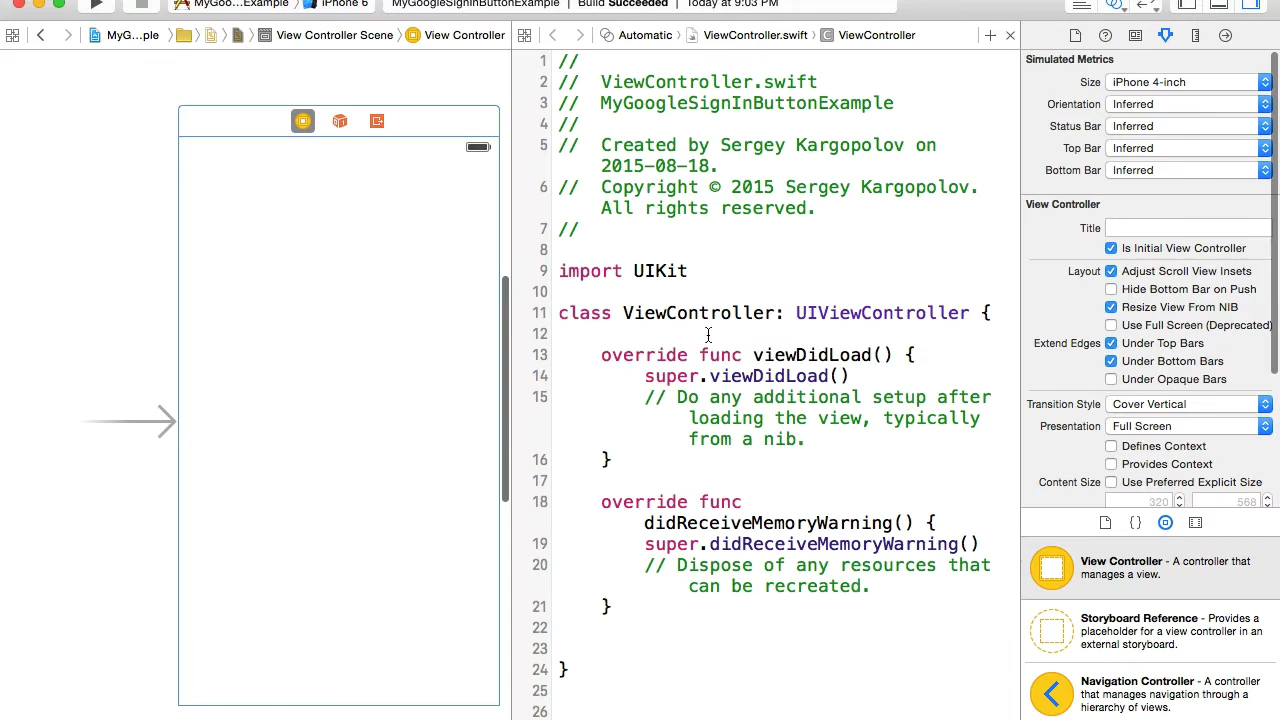 MyGoo...Example
iPhone 6
MyGoogleSignInButtonExample | Build Succeeded | Today at 9:03 PM
MyG...ple
View Controller Scene
View Controller
Automatic
ViewController.swift
ViewController
1 //
2 // ViewController.swift
3 // MyGoogleSignInButtonExample
4 //
5 // Created by Sergey Kargopolov on
2015-08-18.
6 // Copyright © 2015 Sergey Kargopolov.
All rights reserved.
7 //
8
9 import UIKit
10
11 class ViewController: UIViewController {
12
13 override func viewDidLoad() {
14 super.viewDidLoad()
15 // Do any additional setup after
loading the view, typically
from a nib.
16 }
17
18 override func
didReceiveMemoryWarning() {
19 super.didReceiveMemoryWarning()
20 // Dispose of any resources that
can be recreated.
21 }
22
23
24 }
25
26
Simulated Metrics
Size iPhone 4-inch
Orientation Inferred
Status Bar Inferred
Top Bar Inferred
Bottom Bar Inferred
View Controller
Title
Is Initial View Controller
Layout Adjust Scroll View Insets
Hide Bottom Bar on Push
Resize View From NIB
Use Full Screen (Deprecated)
Extend Edges Under Top Bars
Under Bottom Bars
Under Opaque Bars
Transition Style Cover Vertical
Presentation Full Screen
Defines Context
Provides Context
Content Size Use Preferred Explicit Size
320 568
{}
View Controller - A controller that
manages a view.
Storyboard Reference - Provides a
placeholder for a view controller in an
external storyboard.
Navigation Controller - A controller
that manages navigation through a
hierarchy of views.